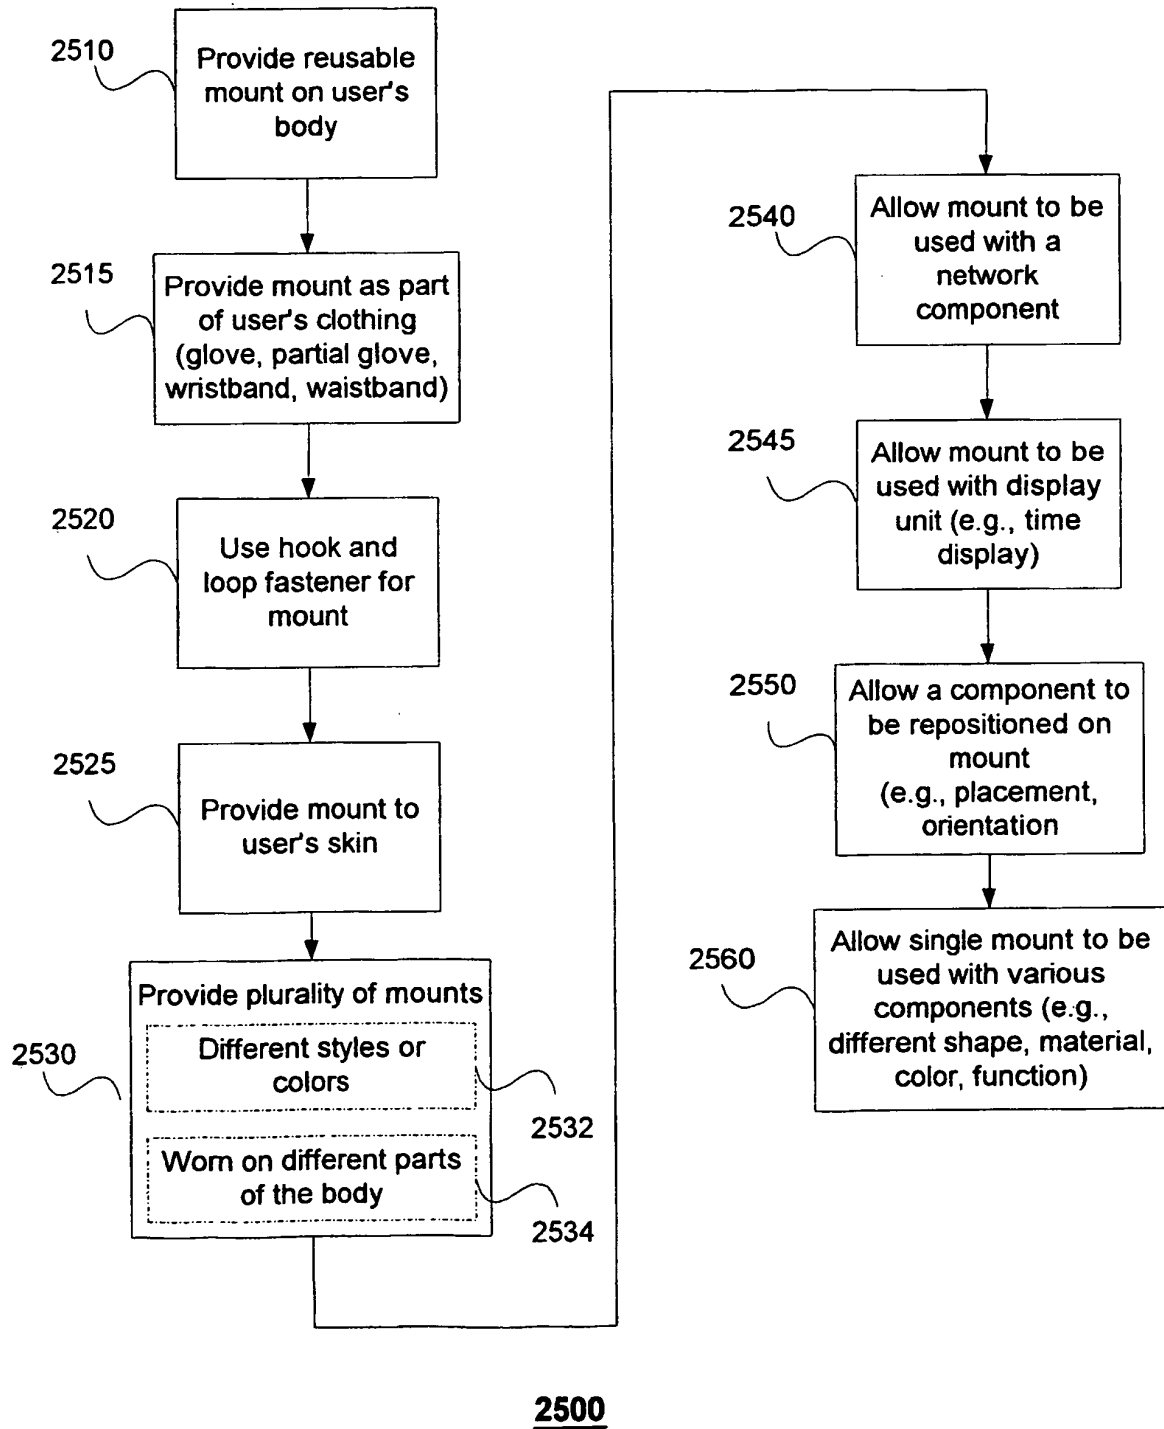 2510
Provide reusable
mount on user's
body
2515
Provide mount as part
of user's clothing
(glove, partial glove,
wristband, waistband)
2520
Use hook and
loop fastener for
mount
2525
Provide mount to
user's skin
2530
Provide plurality of mounts
Different styles or
colors
2532
Worn on different parts
of the body
2534
2540
Allow mount to be
used with a
network
component
2545
Allow mount to be
used with display
unit (e.g., time
display)
2550
Allow a component to
be repositioned on
mount
(e.g., placement,
orientation
2560
Allow single mount to be
used with various
components (e.g.,
different shape, material,
color, function)
2500